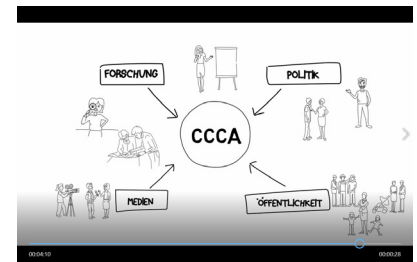 FORSCHUNG
POLITIK
CCCA
MEDIEN
ÖFFENTLICHKEIT
00:04:10
00:00:28